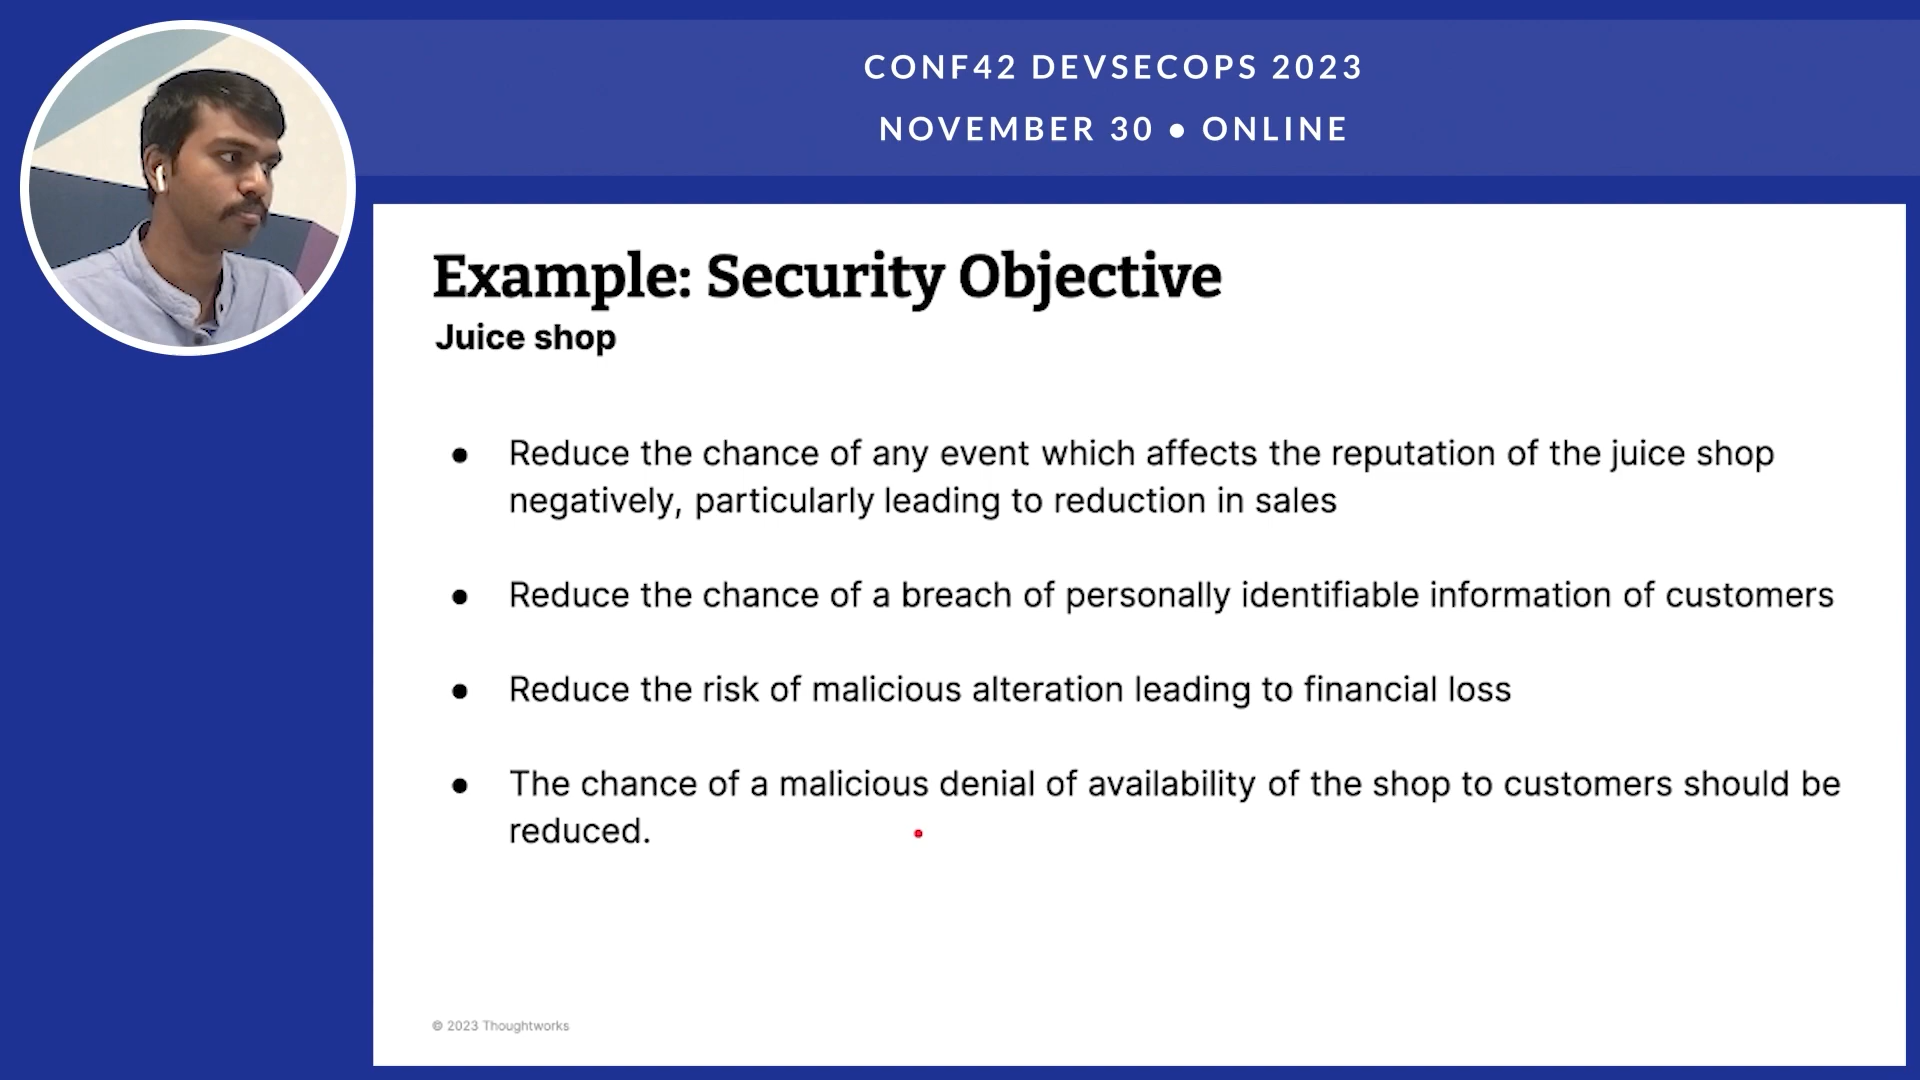 CONF42 DEVSECOPS 2023
NOVEMBER 30 ● ONLINE
Example: Security Objective
Juice shop
● Reduce the chance of any event which affects the reputation of the juice shop
negatively, particularly leading to reduction in sales
● Reduce the chance of a breach of personally identifiable information of customers
● Reduce the risk of malicious alteration leading to financial loss
● The chance of a malicious denial of availability of the shop to customers should be
reduced.
© 2023 Thoughtworks